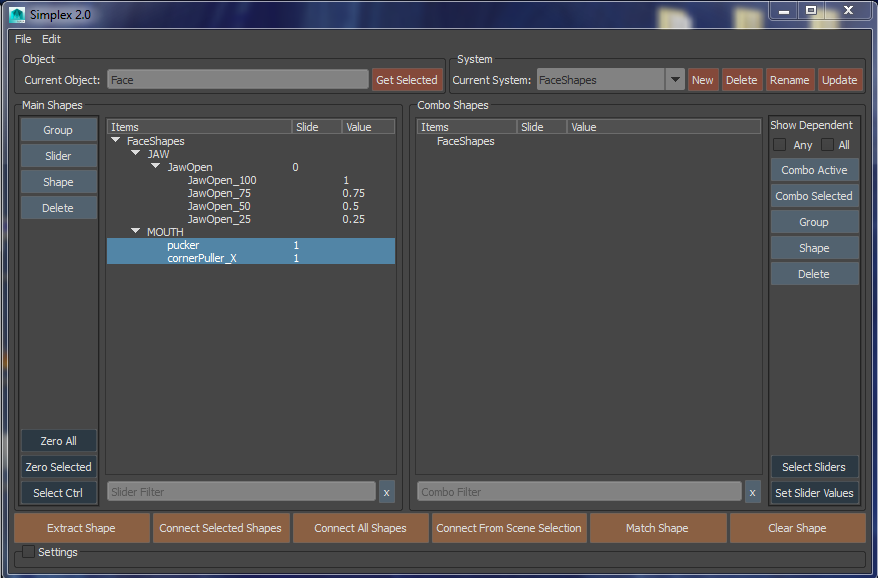 Simplex 2.0
File Edit
Object
Current Object: Face Get Selected
System
Current System: FaceShapes New Delete Rename Update
Main Shapes
Group
Slider
Shape
Delete
Zero All
Zero Selected
Select Ctrl
Items Slide Value
FaceShapes
JAW
JawOpen 0
JawOpen_100 1
JawOpen_75 0.75
JawOpen_50 0.5
JawOpen_25 0.25
MOUTH
pucker 1
cornerPuller_X 1
Slider Filter x
Combo Shapes
Items Slide Value
FaceShapes
Combo Filter x
Show Dependent
Any All
Combo Active
Combo Selected
Group
Shape
Delete
Select Sliders
Set Slider Values
Extract Shape Connect Selected Shapes Connect All Shapes Connect From Scene Selection Match Shape Clear Shape
Settings